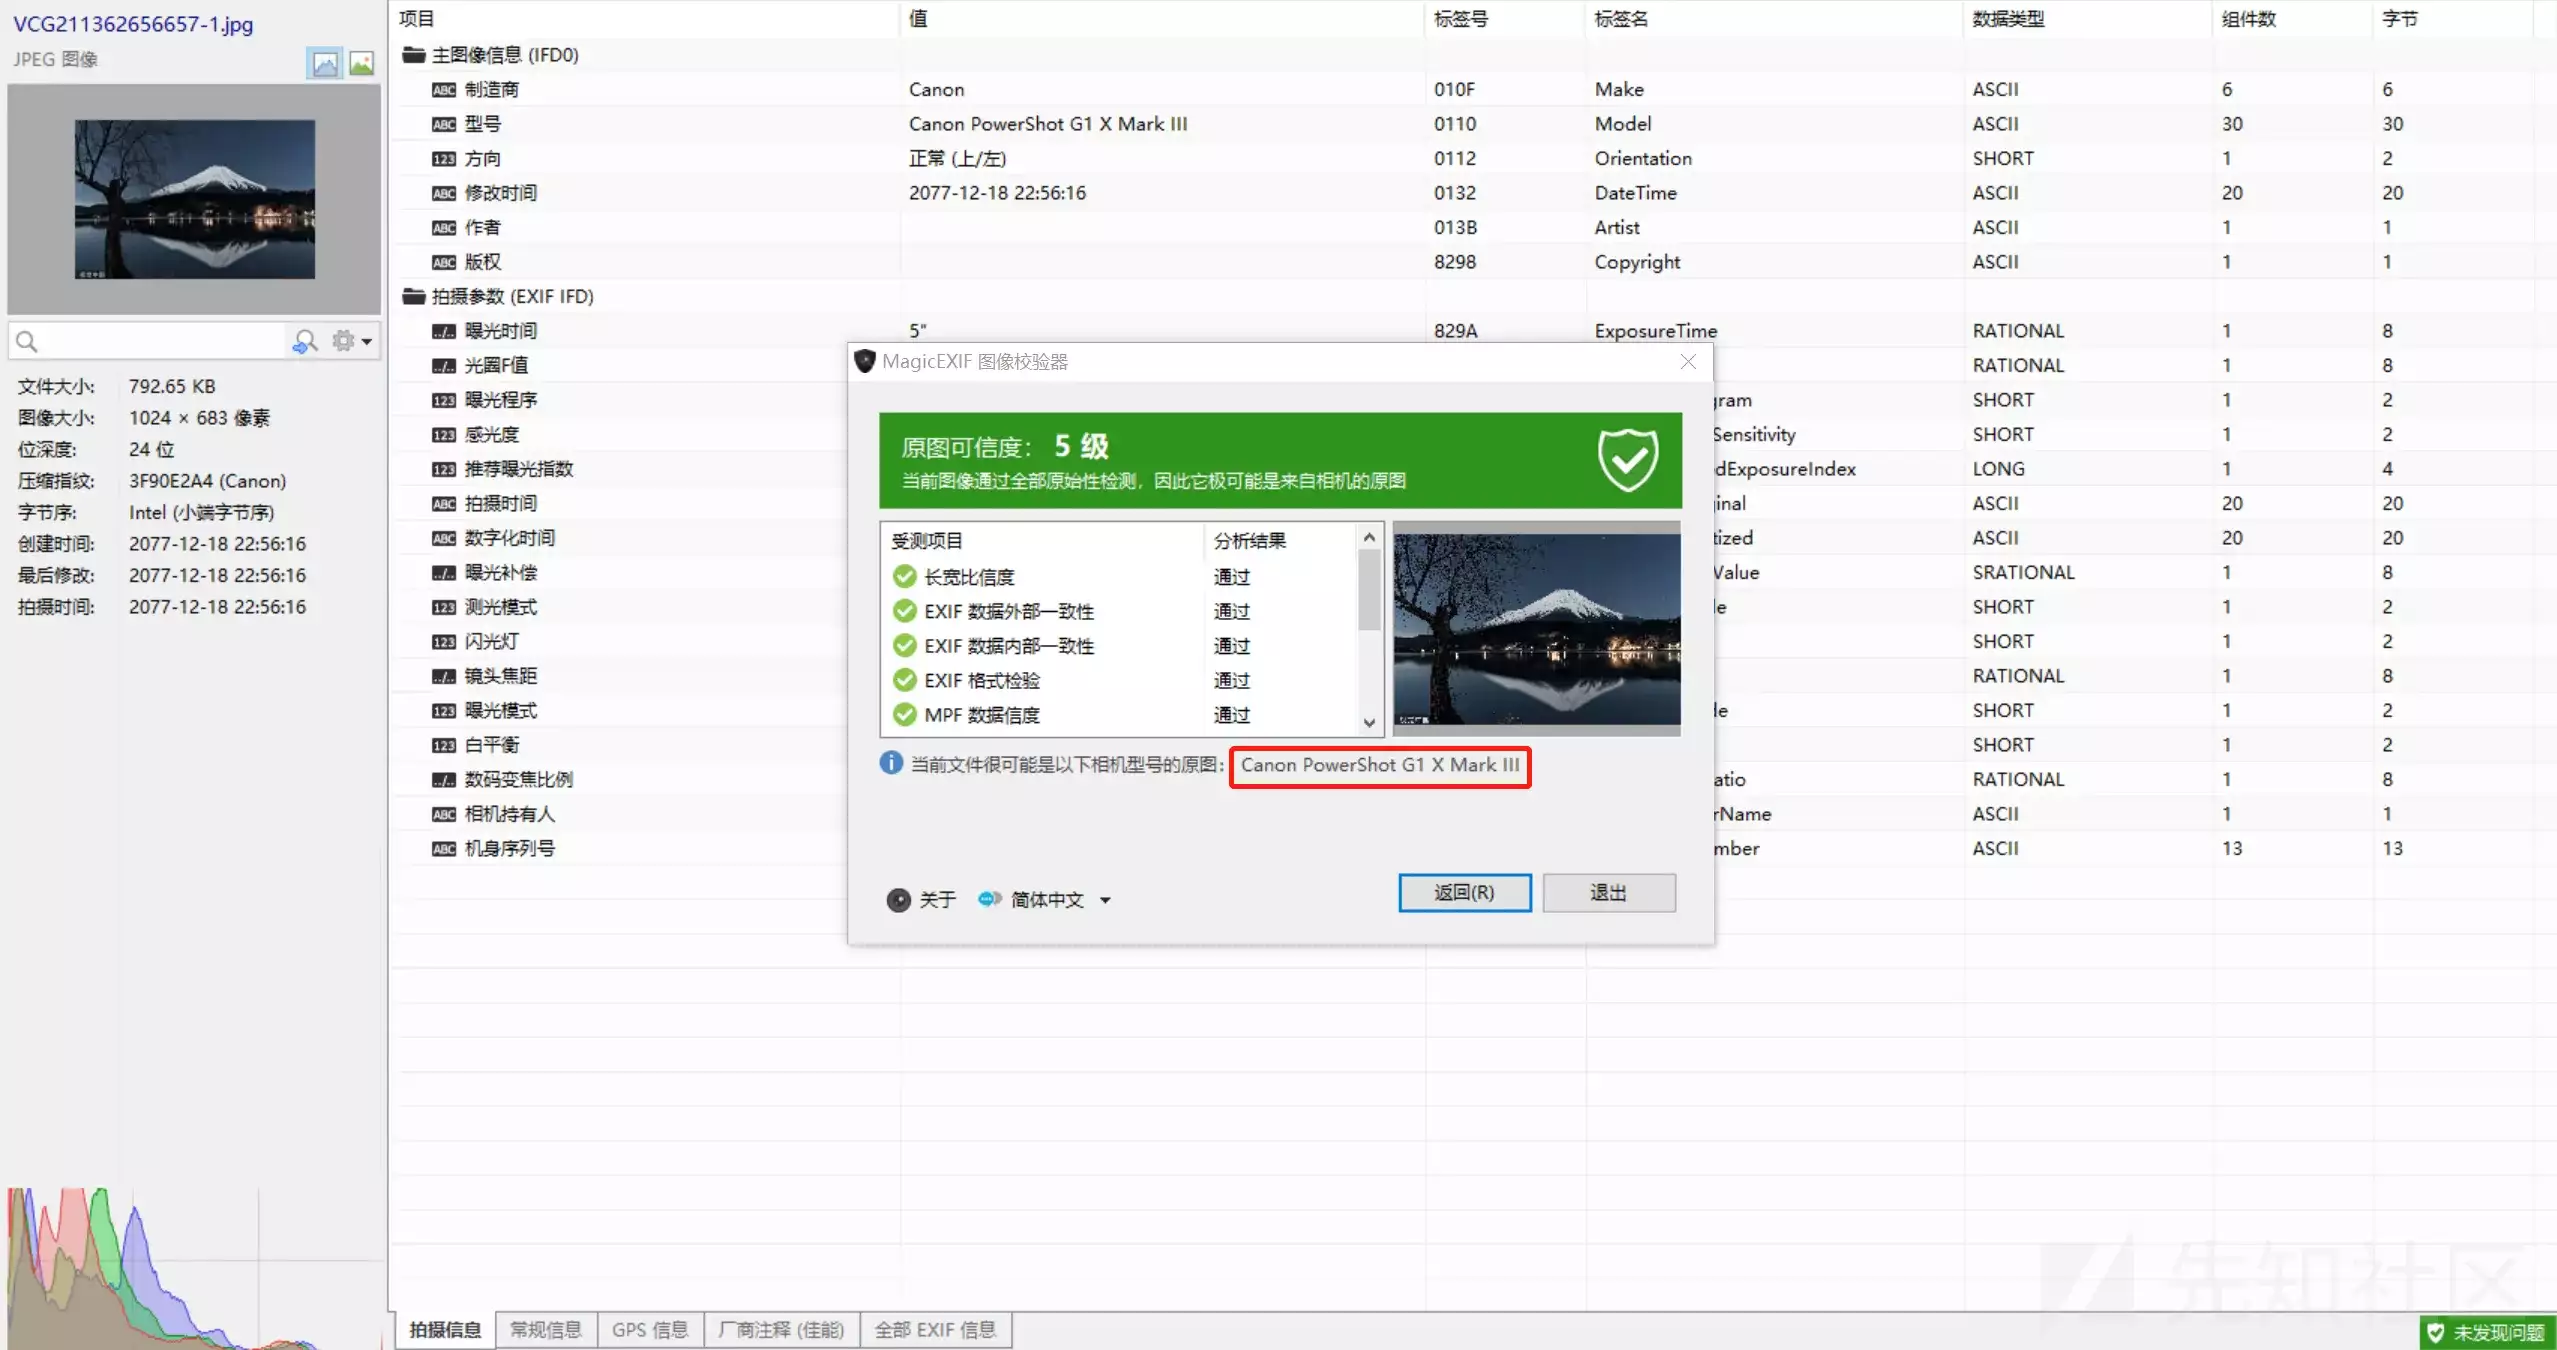 VCG211362656657-1.jpg
JPEG 图像
文件大小: 792.65 KB
图像大小: 1024 × 683 像素
位深度: 24 位
压缩指纹: 3F90E2A4 (Canon)
字节序: Intel (小端字节序)
创建时间: 2077-12-18 22:56:16
最后修改: 2077-12-18 22:56:16
拍摄时间: 2077-12-18 22:56:16
项目 值 标签号 标签名 数据类型 组件数 字节
主图像信息 (IFD0)
ABC 制造商 Canon 010F Make ASCII 6 6
ABC 型号 Canon PowerShot G1 X Mark III 0110 Model ASCII 30 30
123 方向 正常 (上/左) 0112 Orientation SHORT 1 2
ABC 修改时间 2077-12-18 22:56:16 0132 DateTime ASCII 20 20
ABC 作者 013B Artist ASCII 1 1
ABC 版权 8298 Copyright ASCII 1 1
拍摄参数 (EXIF IFD)
../.. 曝光时间 5" 829A ExposureTime RATIONAL 1 8
../.. 光圈F值 RATIONAL 1 8
123 曝光程序 gram SHORT 1 2
123 感光度 Sensitivity SHORT 1 2
123 推荐曝光指数 dExposureIndex LONG 1 4
ABC 拍摄时间 inal ASCII 20 20
ABC 数字化时间 tized ASCII 20 20
../.. 曝光补偿 Value SRATIONAL 1 8
123 测光模式 le SHORT 1 2
123 闪光灯 SHORT 1 2
../.. 镜头焦距 RATIONAL 1 8
123 曝光模式 le SHORT 1 2
123 白平衡 SHORT 1 2
../.. 数码变焦比例 atio RATIONAL 1 8
ABC 相机持有人 rName ASCII 1 1
ABC 机身序列号 mber ASCII 13 13
MagicEXIF 图像校验器
原图可信度: 5 级
当前图像通过全部原始性检测，因此它极可能是来自相机的原图
受测项目 分析结果
长宽比信度 通过
EXIF 数据外部一致性 通过
EXIF 数据内部一致性 通过
EXIF 格式检验 通过
MPF 数据信度 通过
当前文件很可能是以下相机型号的原图: Canon PowerShot G1 X Mark III
关于 简体中文 返回(R) 退出
先知社区
拍摄信息 常规信息 GPS 信息 厂商注释 (佳能) 全部 EXIF 信息
未发现问题